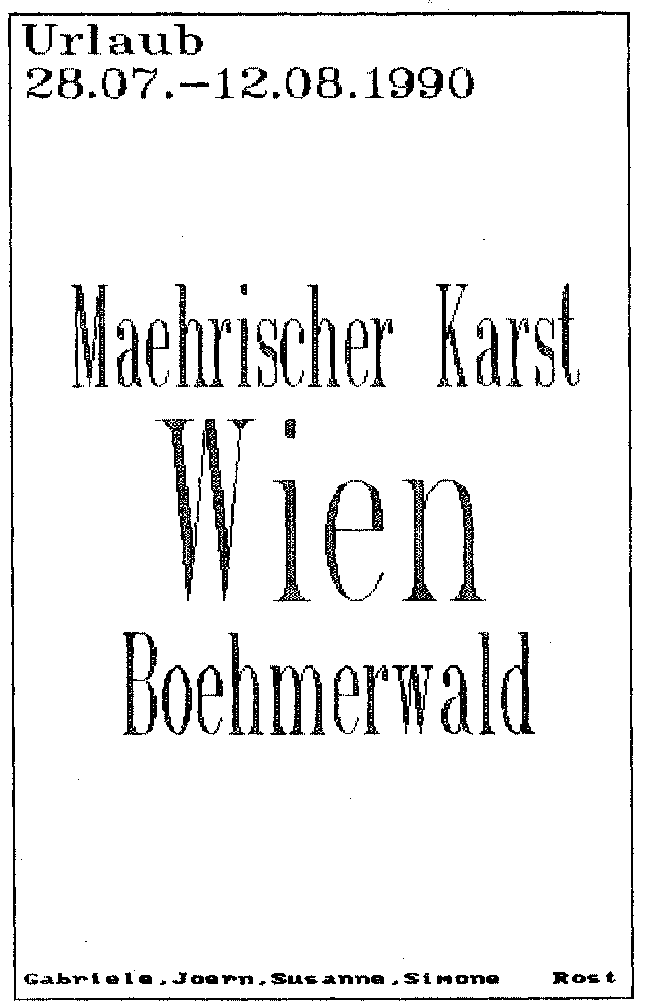 Urlaub
28.07.-12.08.1990
Maehrischer Karst
Wien
Boehmerwald
Gabriele,Joern,Susanne,Simone Rost